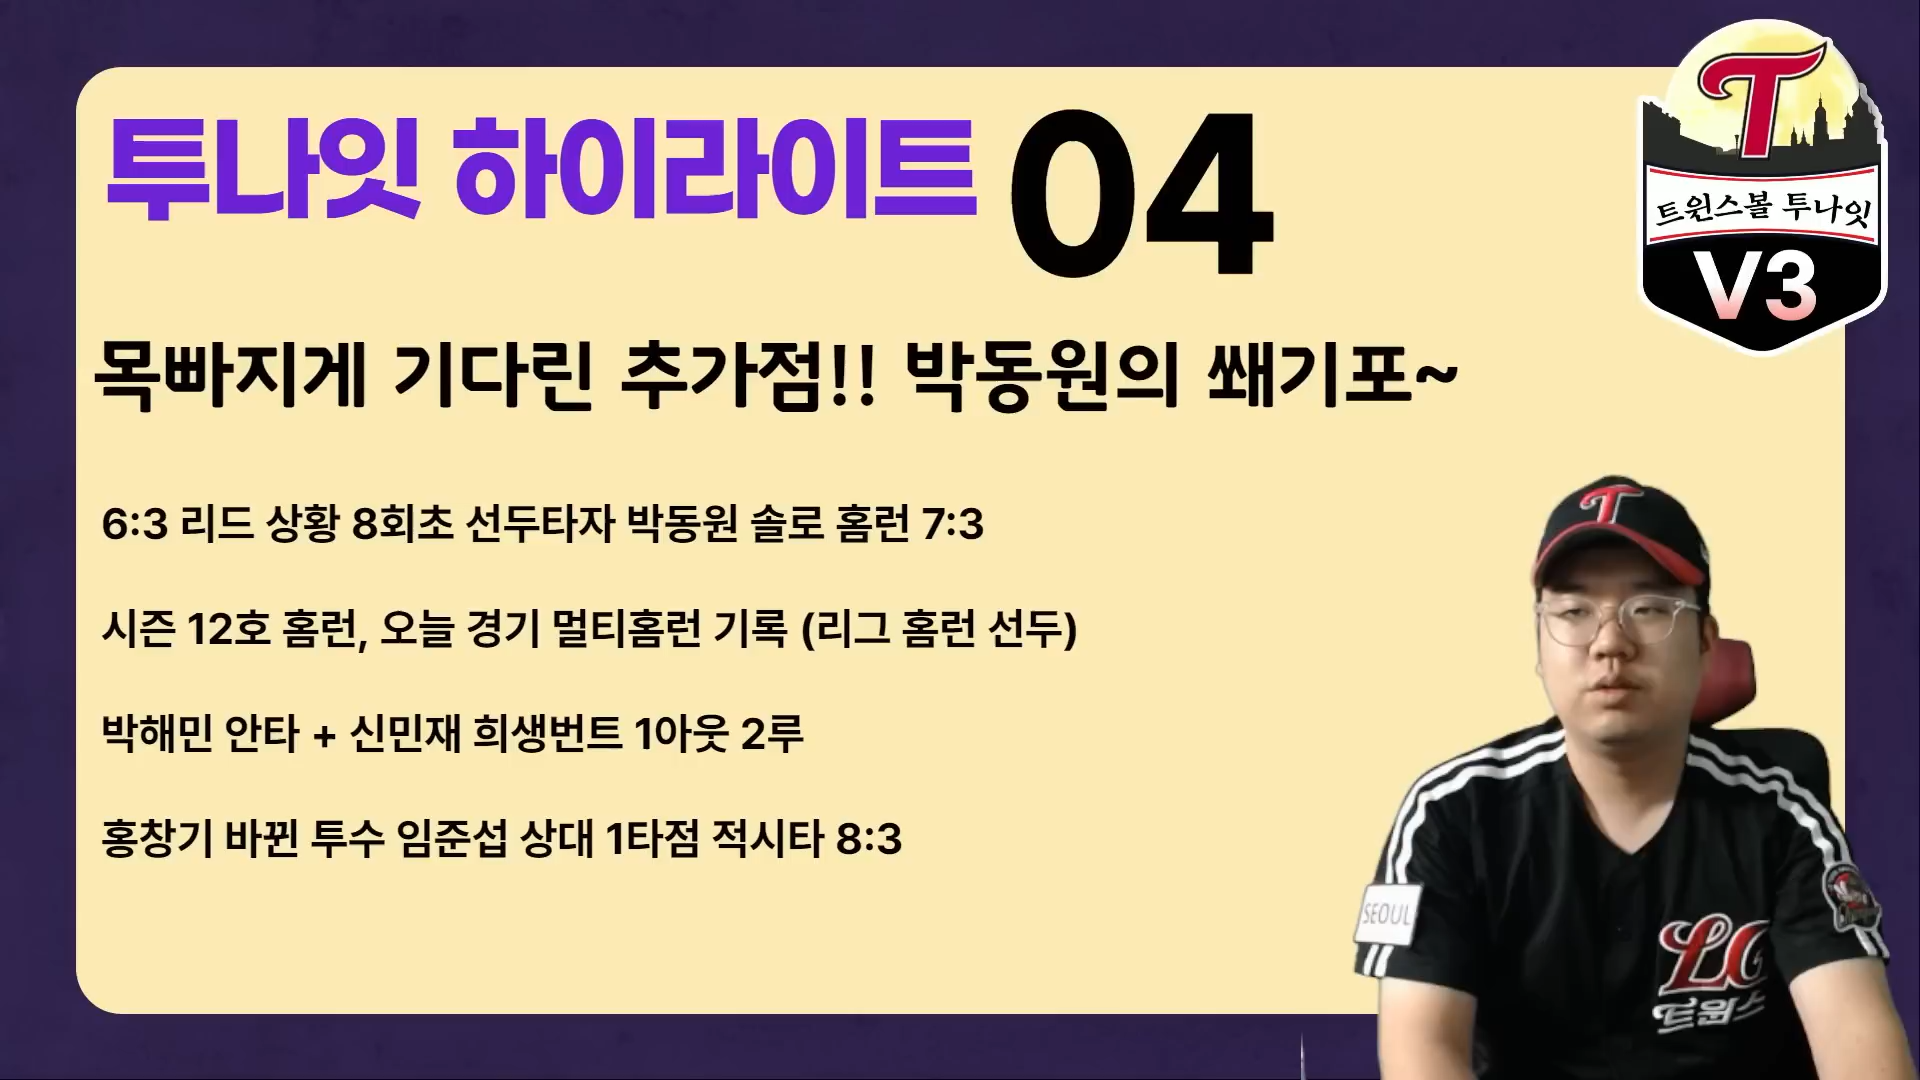 투나잇 하이라이트 04
T
트윈스볼 투나잇
V3
목빠지게 기다린 추가점!! 박동원의 쐐기포~
6:3 리드 상황 8회초 선두타자 박동원 솔로 홈런 7:3
시즌 12호 홈런, 오늘 경기 멀티홈런 기록 (리그 홈런 선두)
박해민 안타 + 신민재 희생번트 1아웃 2루
홍창기 바뀐 투수 임준섭 상대 1타점 적시타 8:3
T
SEOUL
LG
트윈스